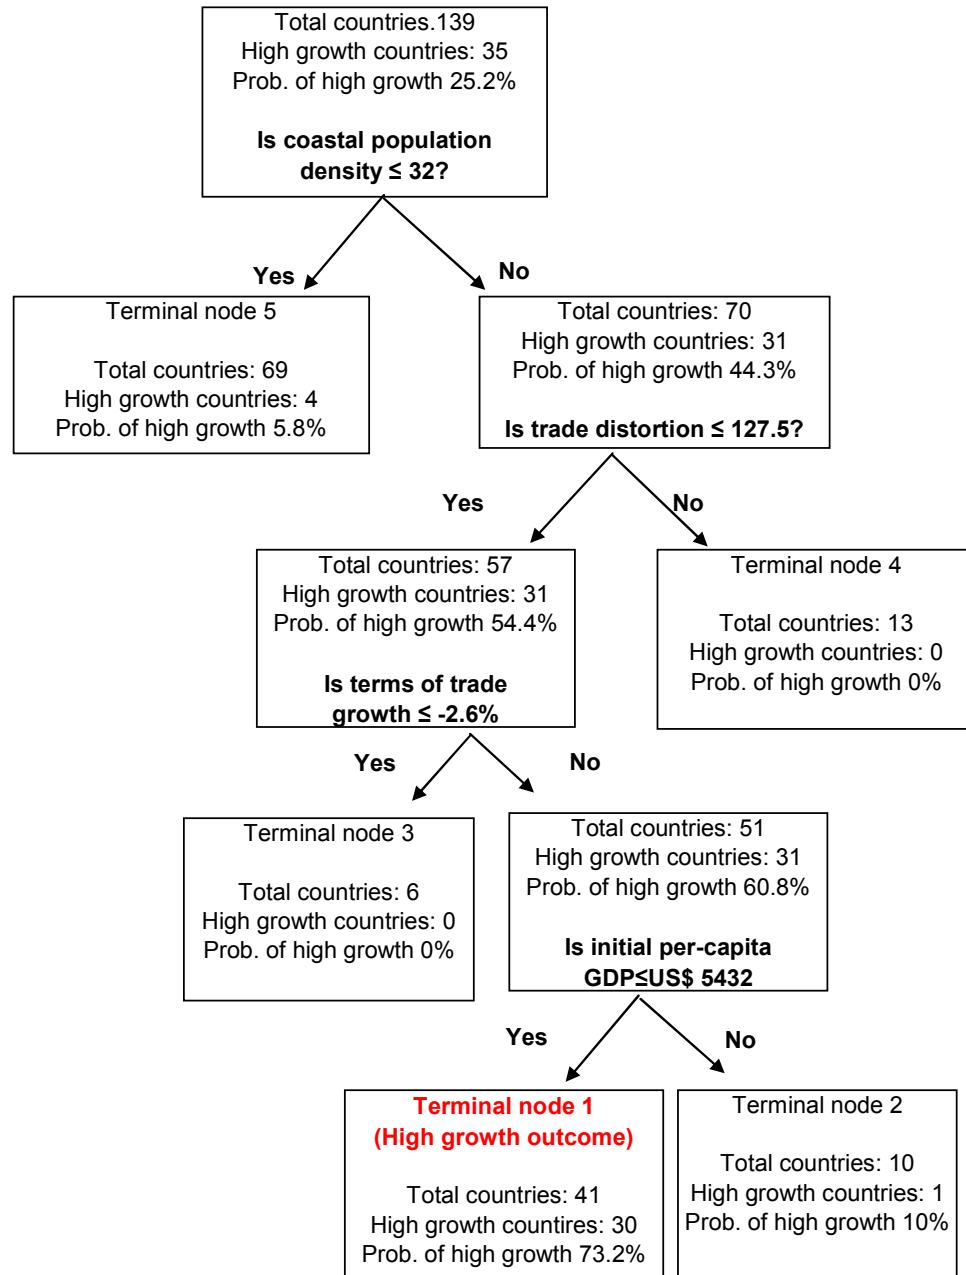 Total countries.139
High growth countries: 35
Prob. of high growth 25.2%
Is coastal population
density ≤ 32?
Yes
No
Terminal node 5
Total countries: 69
High growth countries: 4
Prob. of high growth 5.8%
Total countries: 70
High growth countries: 31
Prob. of high growth 44.3%
Is trade distortion ≤ 127.5?
Yes
No
Total countries: 57
High growth countries: 31
Prob. of high growth 54.4%
Is terms of trade
growth ≤ -2.6%
Terminal node 4
Total countries: 13
High growth countries: 0
Prob. of high growth 0%
Yes
No
Terminal node 3
Total countries: 6
High growth countries: 0
Prob. of high growth 0%
Total countries: 51
High growth countries: 31
Prob. of high growth 60.8%
Is initial per-capita
GDP≤US$ 5432
Yes
No
Terminal node 1
(High growth outcome)
Total countries: 41
High growth countires: 30
Prob. of high growth 73.2%
Terminal node 2
Total countries: 10
High growth countries: 1
Prob. of high growth 10%